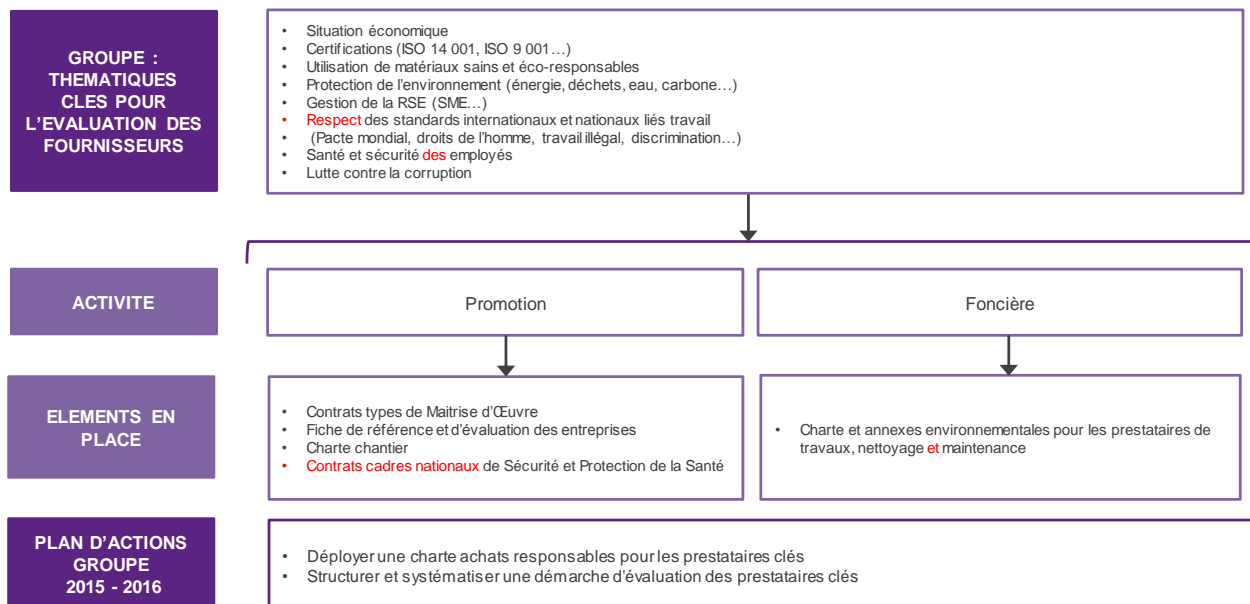 GROUPE :
THEMATIQUES
CLES POUR
L'EVALUATION DES
FOURNISSEURS
• Situation économique
• Certifications (ISO 14 001, ISO 9 001…)
• Utilisation de matériaux sains et éco-responsables
• Protection de l'environnement (énergie, déchets, eau, carbone…)
• Gestion de la RSE (SME…)
• Respect des standards internationaux et nationaux liés travail
• (Pacte mondial, droits de l'homme, travail illégal, discrimination…)
• Santé et sécurité des employés
• Lutte contre la corruption
ACTIVITE
Promotion
Foncière
ELEMENTS EN
PLACE
• Contrats types de Maitrise d'Œuvre
• Fiche de référence et d'évaluation des entreprises
• Charte chantier
• Contrats cadres nationaux de Sécurité et Protection de la Santé
• Charte et annexes environnementales pour les prestataires de
travaux, nettoyage et maintenance
PLAN D'ACTIONS
GROUPE
2015 - 2016
• Déployer une charte achats responsables pour les prestataires clés
• Structurer et systématiser une démarche d'évaluation des prestataires clés